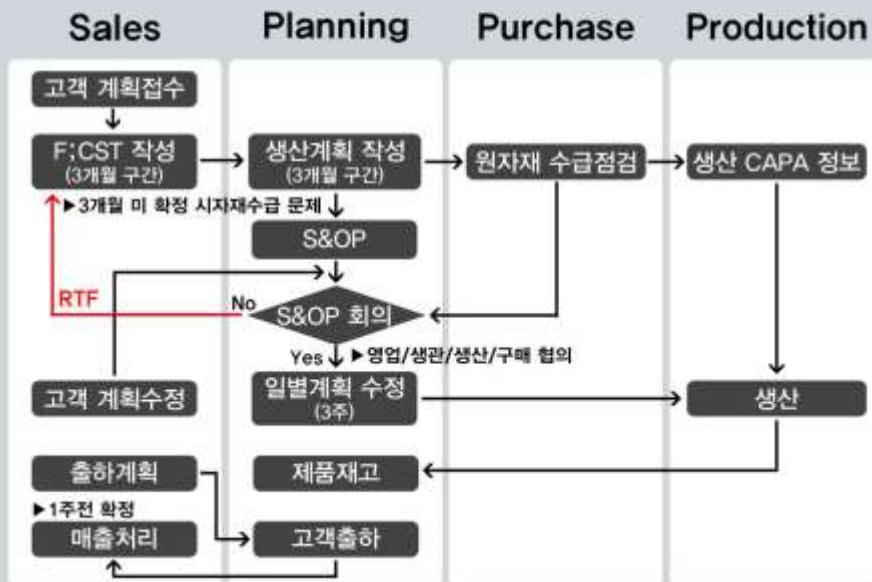 Sales
Planning
Purchase
Production
고객 계획접수
F;CST 작성
(3개월 구간)
생산계획 작성
(3개월 구간)
원자재 수급점검
생산 CAPA 정보
▶3개월 미 확정 시자재수급 문제
S&OP
RTF
No
S&OP 회의
Yes
▶영업/생관/생산/구매 협의
고객 계획수정
일별계획 수정
(3주)
생산
출하계획
제품재고
▶1주전 확정
매출처리
고객출하